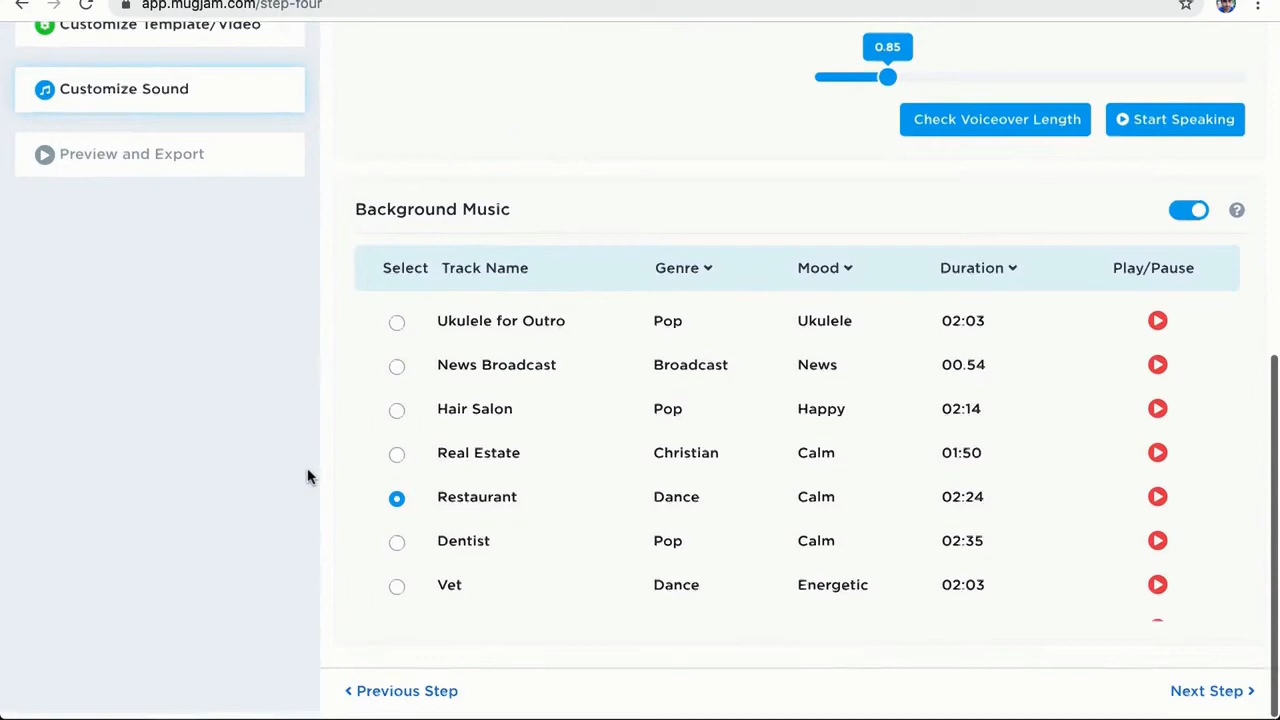 app.mugjam.com/step-four
Customize Template/Video
0.85
Customize Sound
Check Voiceover Length
Start Speaking
Preview and Export
Background Music
?
Select Track Name Genre Mood Duration Play/Pause
Ukulele for Outro Pop Ukulele 02:03
News Broadcast Broadcast News 00.54
Hair Salon Pop Happy 02:14
Real Estate Christian Calm 01:50
Restaurant Dance Calm 02:24
Dentist Pop Calm 02:35
Vet Dance Energetic 02:03
Previous Step
Next Step